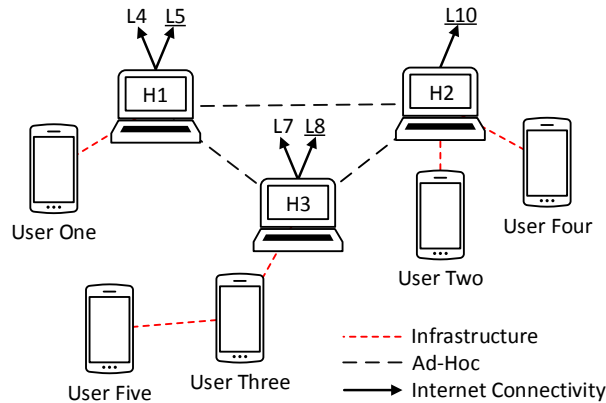 L4 L5
L10
H1
H2
L7 L8
H3
User One
User Four
User Two
User Five
User Three
Infrastructure
Ad-Hoc
Internet Connectivity